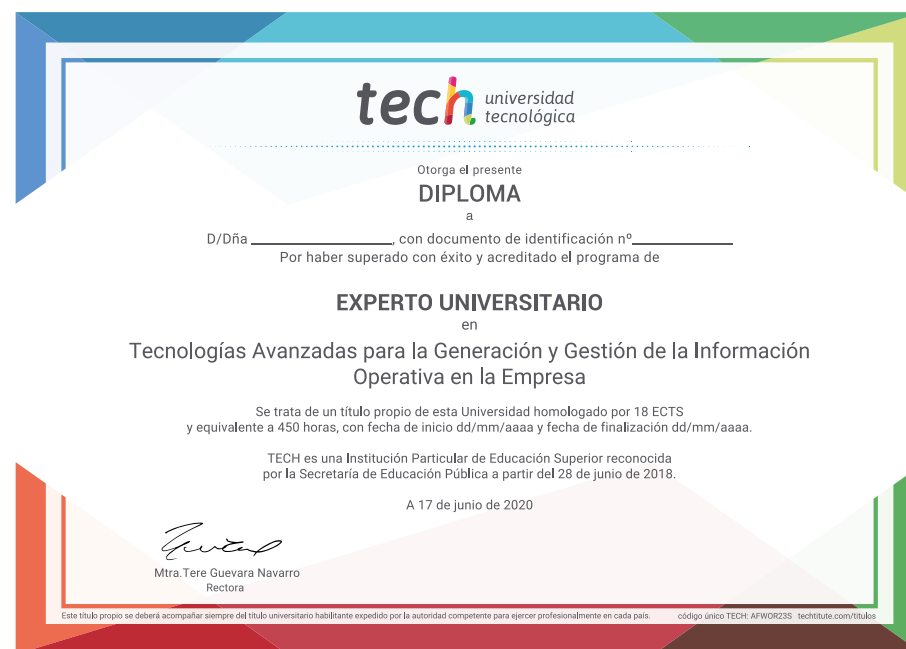 tech universidad
tecnológica
Otorga el presente
DIPLOMA
a
D/Dña ____________________, con documento de identificación nº______________
Por haber superado con éxito y acreditado el programa de
EXPERTO UNIVERSITARIO
en
Tecnologías Avanzadas para la Generación y Gestión de la Información
Operativa en la Empresa
Se trata de un título propio de esta Universidad homologado por 18 ECTS
y equivalente a 450 horas, con fecha de inicio dd/mm/aaaa y fecha de finalización dd/mm/aaaa.
TECH es una Institución Particular de Educación Superior reconocida
por la Secretaría de Educación Pública a partir del 28 de junio de 2018.
A 17 de junio de 2020
Mtra.Tere Guevara Navarro
Rectora
Este título propio se deberá acompañar siempre del título universitario habilitante expedido por la autoridad competente para ejercer profesionalmente en cada país. código único TECH: AFWOR23S techtitute.com/titulos